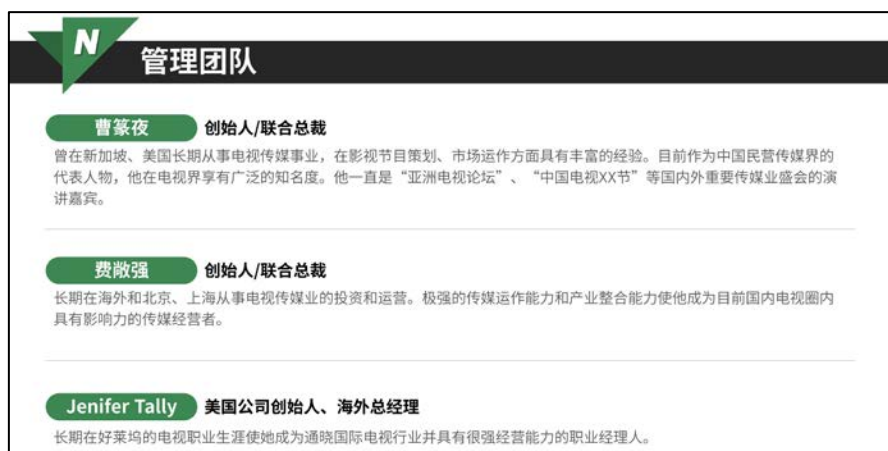 N
管理团队
曹篆夜 创始人/联合总裁
曾在新加坡、美国长期从事电视传媒事业，在影视节目策划、市场运作方面具有丰富的经验。目前作为中国民营传媒界的
代表人物，他在电视界享有广泛的知名度。他一直是“亚洲电视论坛”、“中国电视XX节”等国内外重要传媒业盛会的演
讲嘉宾。
费敞强 创始人/联合总裁
长期在海外和北京、上海从事电视传媒业的投资和运营。极强的传媒运作能力和产业整合能力使他成为目前国内电视圈内
具有影响力的传媒经营者。
Jenifer Tally 美国公司创始人、海外总经理
长期在好莱坞的电视职业生涯使她成为通晓国际电视行业并具有很强经营能力的职业经理人。